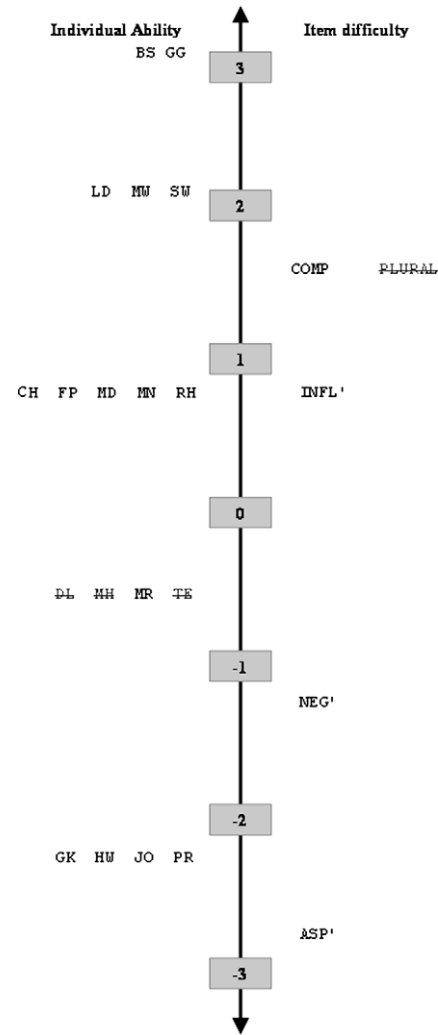 Individual Ability Item difficulty
BS GG
3
LD MW SW
2
COMP PLURAL
1
CH FP MD MN RH INFL'
0
DL MH MR TE
-1
NEG'
-2
GK HW JO PR
ASP'
-3